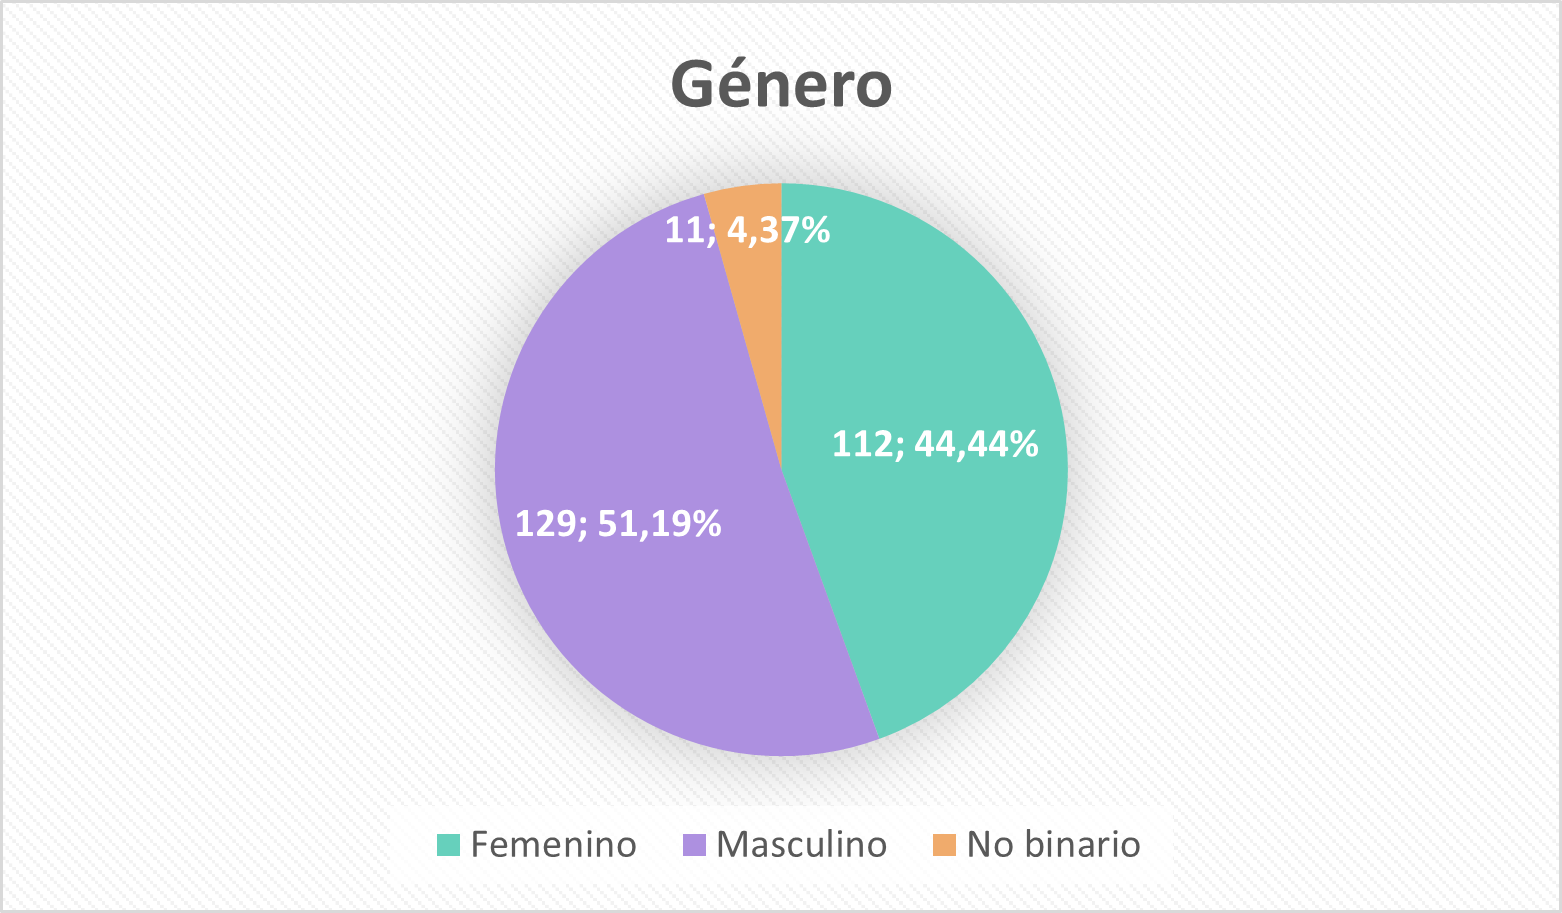 Género
11; 4,37%
112; 44,44%
129; 51,19%
Femenino
Masculino
No binario